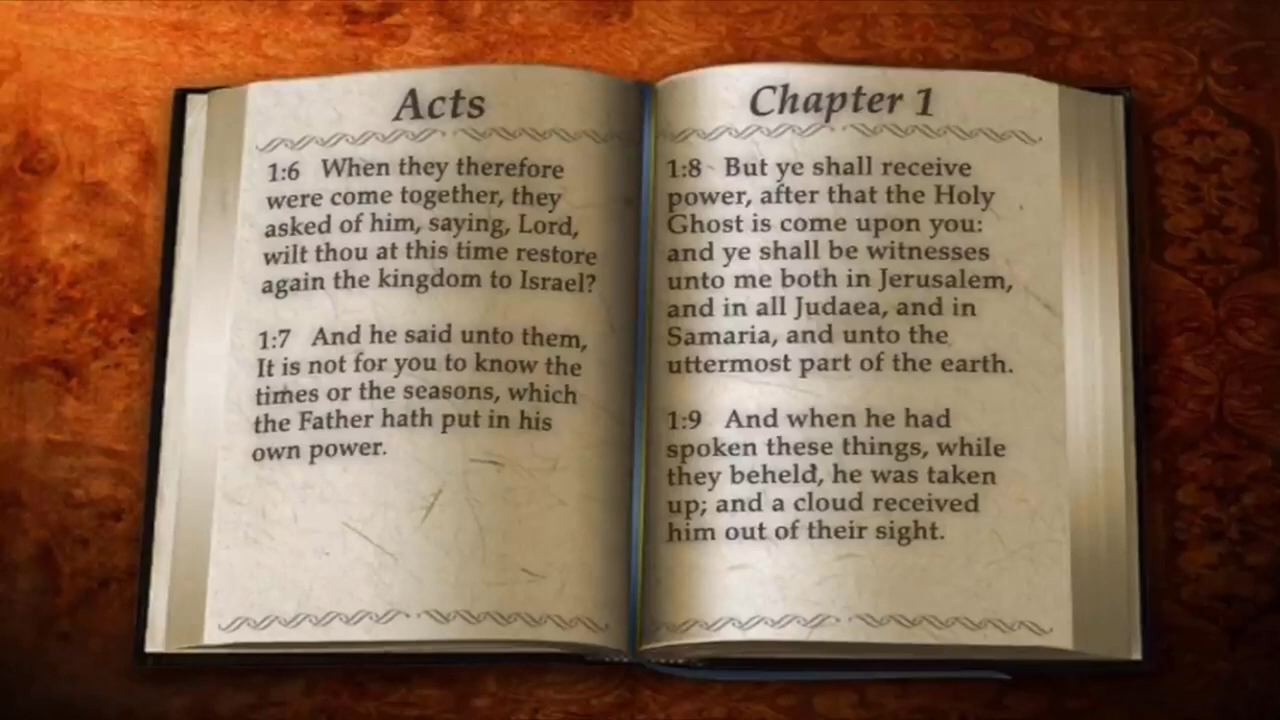 Acts
1:6 When they therefore
were come together, they
asked of him, saying, Lord,
wilt thou at this time restore
again the kingdom to Israel?
1:7 And he said unto them,
It is not for you to know the
times or the seasons, which
the Father hath put in his
own power.
Chapter 1
1:8 But ye shall receive
power, after that the Holy
Ghost is come upon you:
and ye shall be witnesses
unto me both in Jerusalem,
and in all Judaea, and in
Samaria, and unto the
uttermost part of the earth.
1:9 And when he had
spoken these things, while
they beheld, he was taken
up; and a cloud received
him out of their sight.